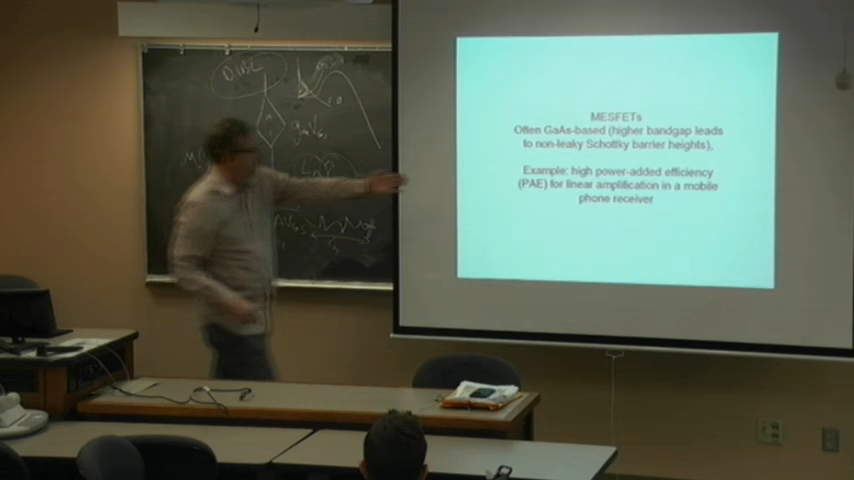 DIBL
MESFETs
Often GaAs-based (higher bandgap leads
to non-leaky Schottky barrier heights),
Example: high power-added efficiency
(PAE) for linear amplification in a mobile
phone receiver